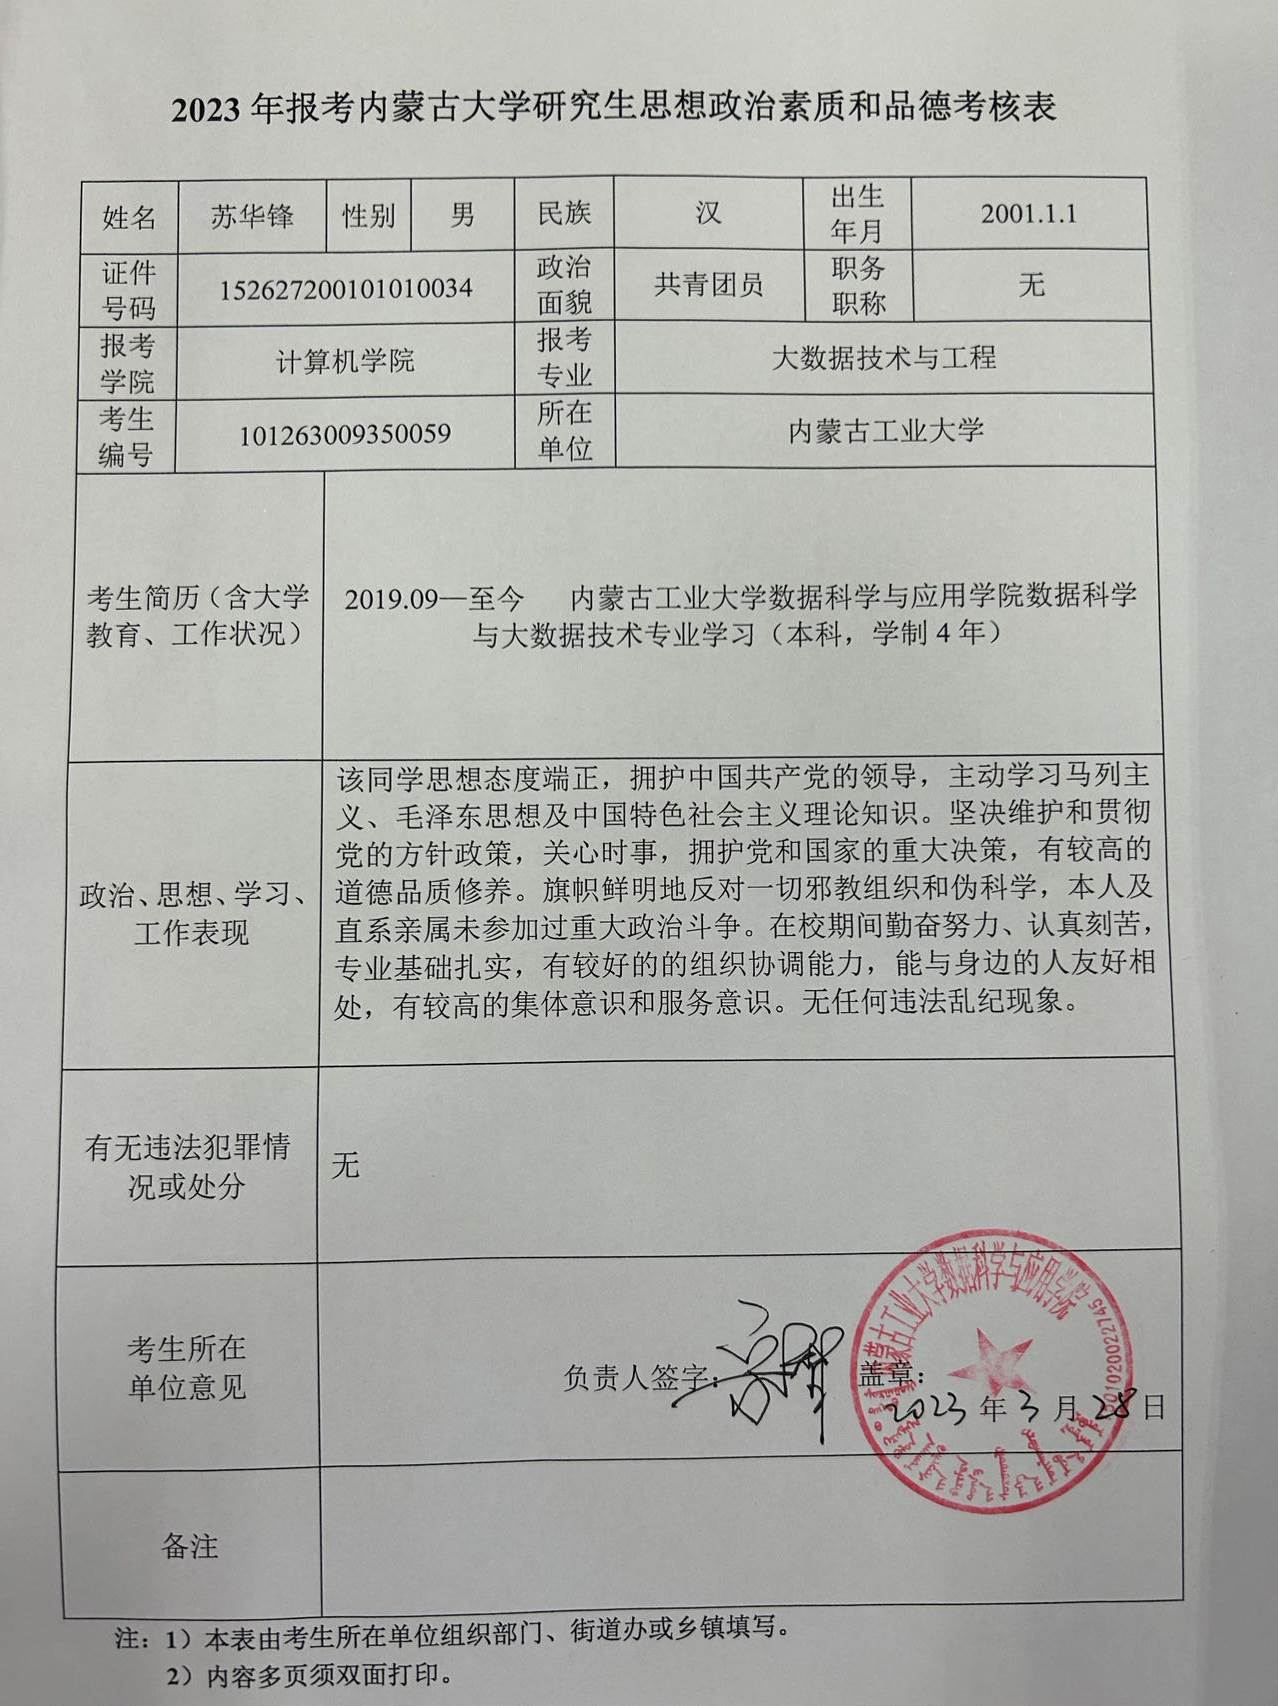 2023 年报考内蒙古大学研究生思想政治素质和品德考核表
姓名 苏华锋 性别 男 民族 汉 出生年月 2001.1.1
证件号码 152627200101010034 政治面貌 共青团员 职务职称 无
报考学院 计算机学院 报考专业 大数据技术与工程
考生编号 101263009350059 所在单位 内蒙古工业大学
考生简历（含大学
教育、工作状况）
2019.09—至今 内蒙古工业大学数据科学与应用学院数据科学
与大数据技术专业学习（本科，学制 4 年）
政治、思想、学习、
工作表现
该同学思想态度端正，拥护中国共产党的领导，主动学习马列主
义、毛泽东思想及中国特色社会主义理论知识。坚决维护和贯彻
党的方针政策，关心时事，拥护党和国家的重大决策，有较高的
道德品质修养。旗帜鲜明地反对一切邪教组织和伪科学，本人及
直系亲属未参加过重大政治斗争。在校期间勤奋努力、认真刻苦，
专业基础扎实，有较好的的组织协调能力，能与身边的人友好相
处，有较高的集体意识和服务意识。无任何违法乱纪现象。
有无违法犯罪情
况或处分
无
考生所在
单位意见
负责人签字： 盖章：
2023 年 3 月 28 日
内蒙古工业大学数据科学与应用学院
备注
注：1）本表由考生所在单位组织部门、街道办或乡镇填写。
2）内容多页须双面打印。